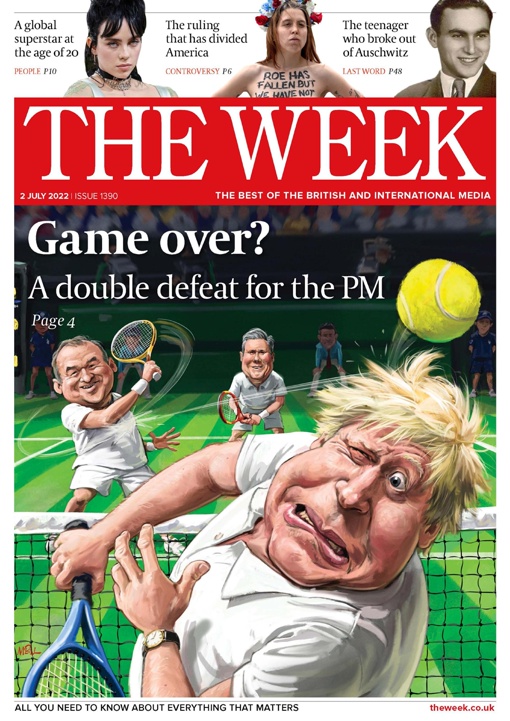 A global
superstar at
the age of 20
PEOPLE P10
The ruling
that has divided
America
CONTROVERSY P6
ROE HAS
FALLEN BUT
WE HAVE NOT
The teenager
who broke out
of Auschwitz
LAST WORD P48
THE WEEK
2 JULY 2022 | ISSUE 1390
THE BEST OF THE BRITISH AND INTERNATIONAL MEDIA
Game over?
A double defeat for the PM
Page 4
ALL YOU NEED TO KNOW ABOUT EVERYTHING THAT MATTERS
theweek.co.uk